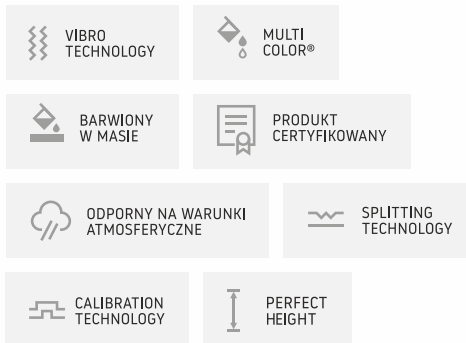 VIBRO
TECHNOLOGY
MULTI
COLOR®
BARWIONY
W MASIE
PRODUKT
CERTYFIKOWANY
ODPORNY NA WARUNKI
ATMOSFERYCZNE
SPLITTING
TECHNOLOGY
CALIBRATION
TECHNOLOGY
PERFECT
HEIGHT